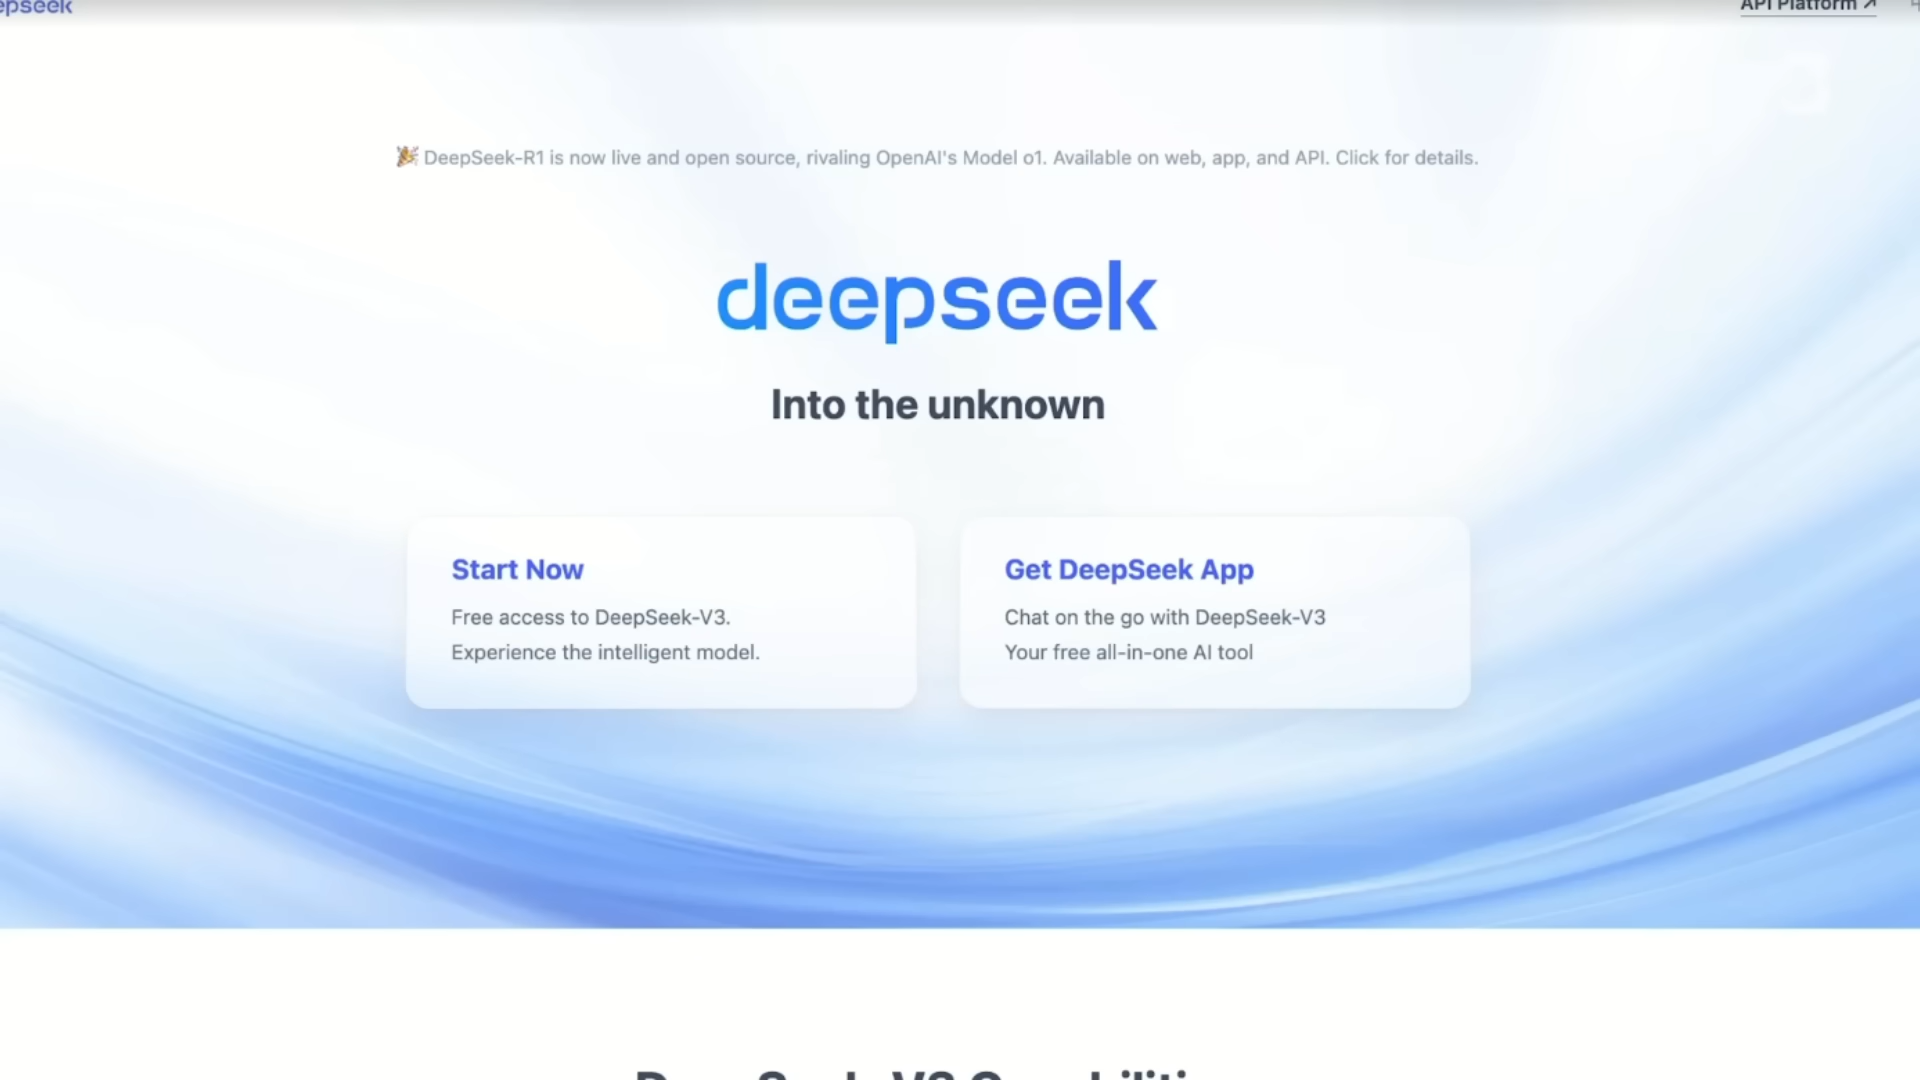 API Platform
🎉 DeepSeek-R1 is now live and open source, rivaling OpenAI's Model o1. Available on web, app, and API. Click for details.
deepseek
Into the unknown
Start Now
Free access to DeepSeek-V3.
Experience the intelligent model.
Get DeepSeek App
Chat on the go with DeepSeek-V3
Your free all-in-one AI tool